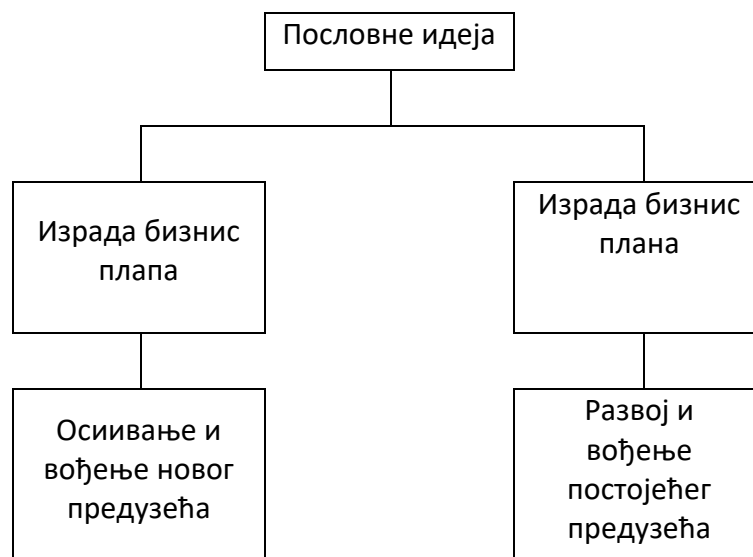 Пословне идеја
Израда бизнис
плапа
Израда бизнис
плана
Осиивање и
вођење новог
предузећа
Развој и
вођење
постојећег
предузећа